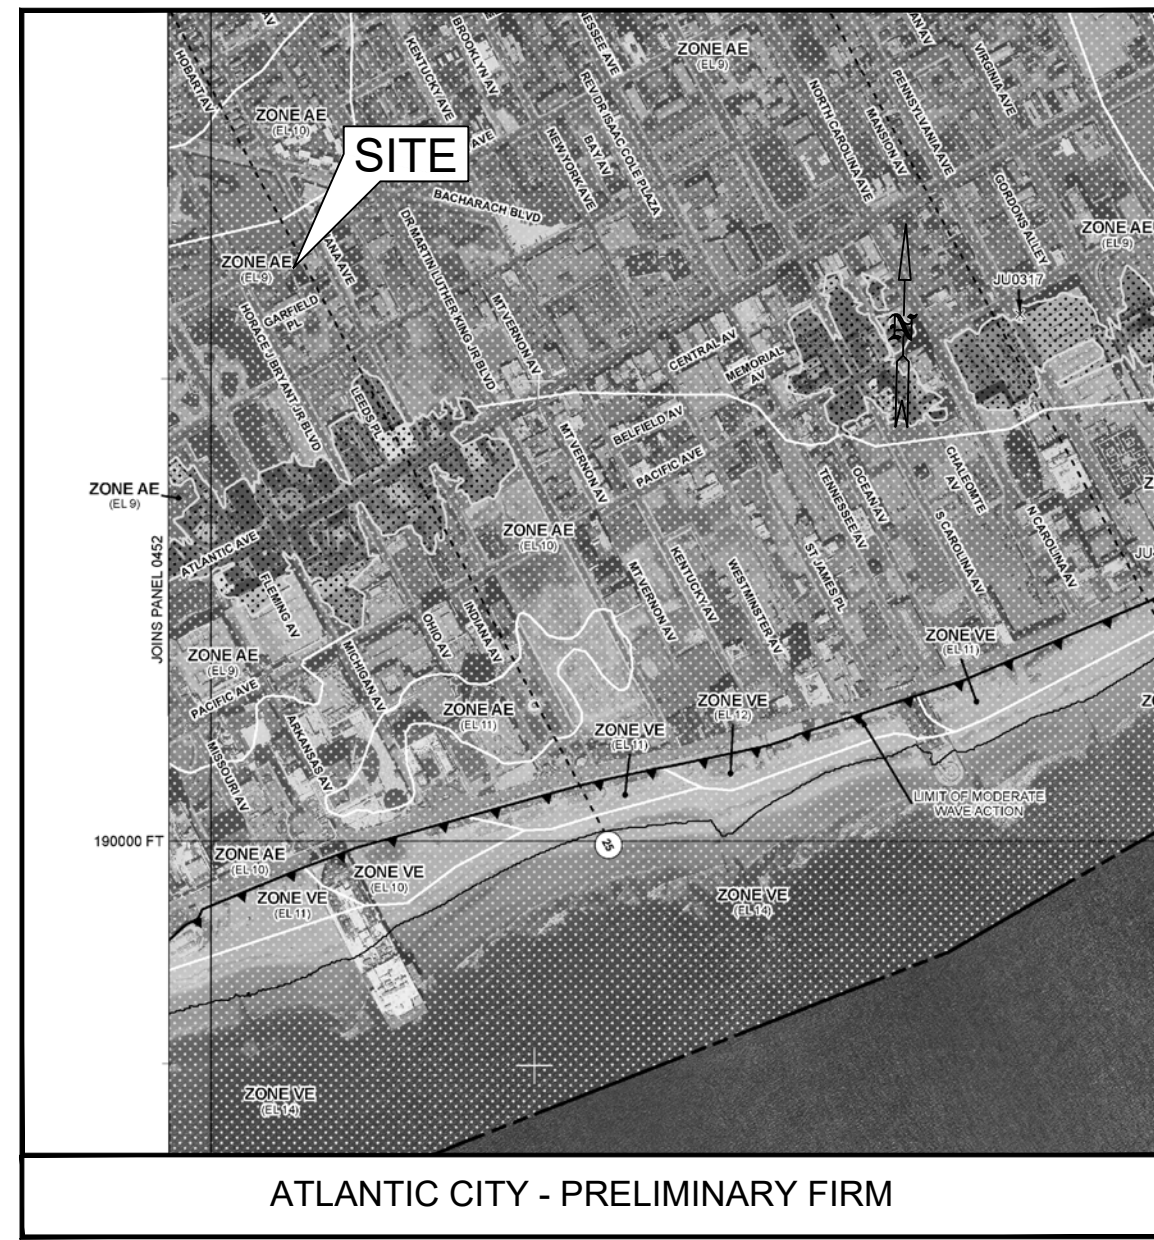 HOBART AV
AV
KENTUCKY AVE
BROOKLYN AV
REV DR ISAAC COLE PLAZA
ZONE AE
(EL 9)
VIRGINIA AVE
PENNSYLVANIA AVE
MANSION AV
NORTH CAROLINA AVE
ZONE AE
(EL 10)
SITE
AVE
NEW YORK AVE
BAY AV
BACHARACH BLVD
GORDONS ALLEY
ZONE AE
(EL 9)
ZONE AE
(EL 9)
DR MARTIN LUTHER KING JR BLVD
JU0317
GARFIELD
PL
HORACE J BRYANT JR BLVD
MT VERNON AV
N
CENTRAL AV
MEMORIAL
AV
LEEDS PL
BELFIELD AV
MT VERNON AV
PACIFIC AVE
ZONE AE
(EL 9)
TENNESSEE AV
OCEAN AV
CHALFOMTE
AV
S CAROLINA AV
N CAROLINA AV
ATLANTIC AVE
ZONE AE
(EL 10)
JOINS PANEL 0452
FLEMING AV
MT VERNON AV
KENTUCKY AV
WESTMINSTER AV
ST JAMES PL
OHIO AV
INDIANA AV
ZONE VE
(EL 11)
ZONE AE
(EL 9)
MICHIGAN AV
PACIFIC AVE
ZONE AE
(EL 11)
ZONE VE
(EL 12)
ZONE VE
(EL 11)
ARKANSAS AV
MISSOURI AV
LIMIT OF MODERATE
WAVE ACTION
190000 FT
25
ZONE AE
(EL 10)
ZONE VE
(EL 10)
ZONE VE
(EL 11)
ZONE VE
(EL 14)
ZONE VE
(EL 14)
ATLANTIC CITY - PRELIMINARY FIRM